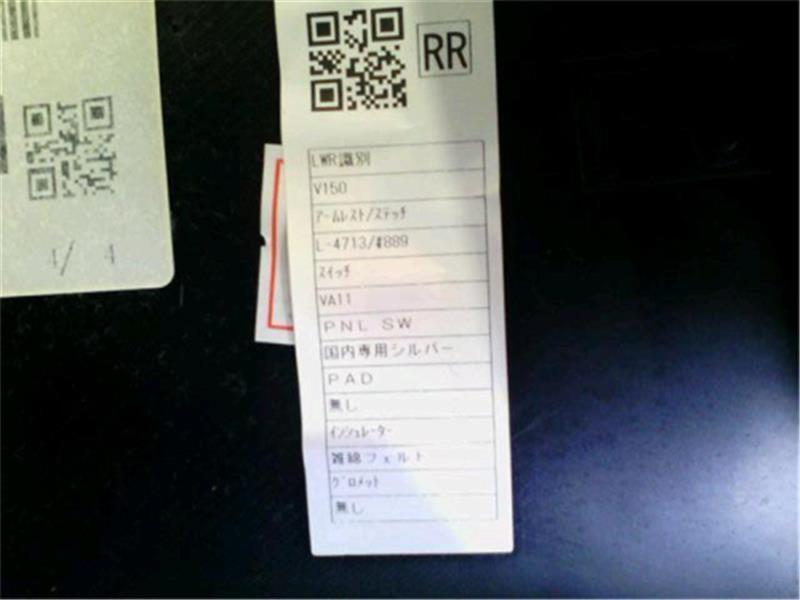 RR
LWR識別
V150
ｱｰﾑﾚｽﾄ/ｽﾃｯﾁ
L-4713/#889
ｽｲｯﾁ
VA11
PNL SW
国内専用シルバー
PAD
無し
ｲﾝｼｭﾚｰﾀｰ
雑綿フェルト
ｸﾞﾛﾒｯﾄ
無し
4/ 4